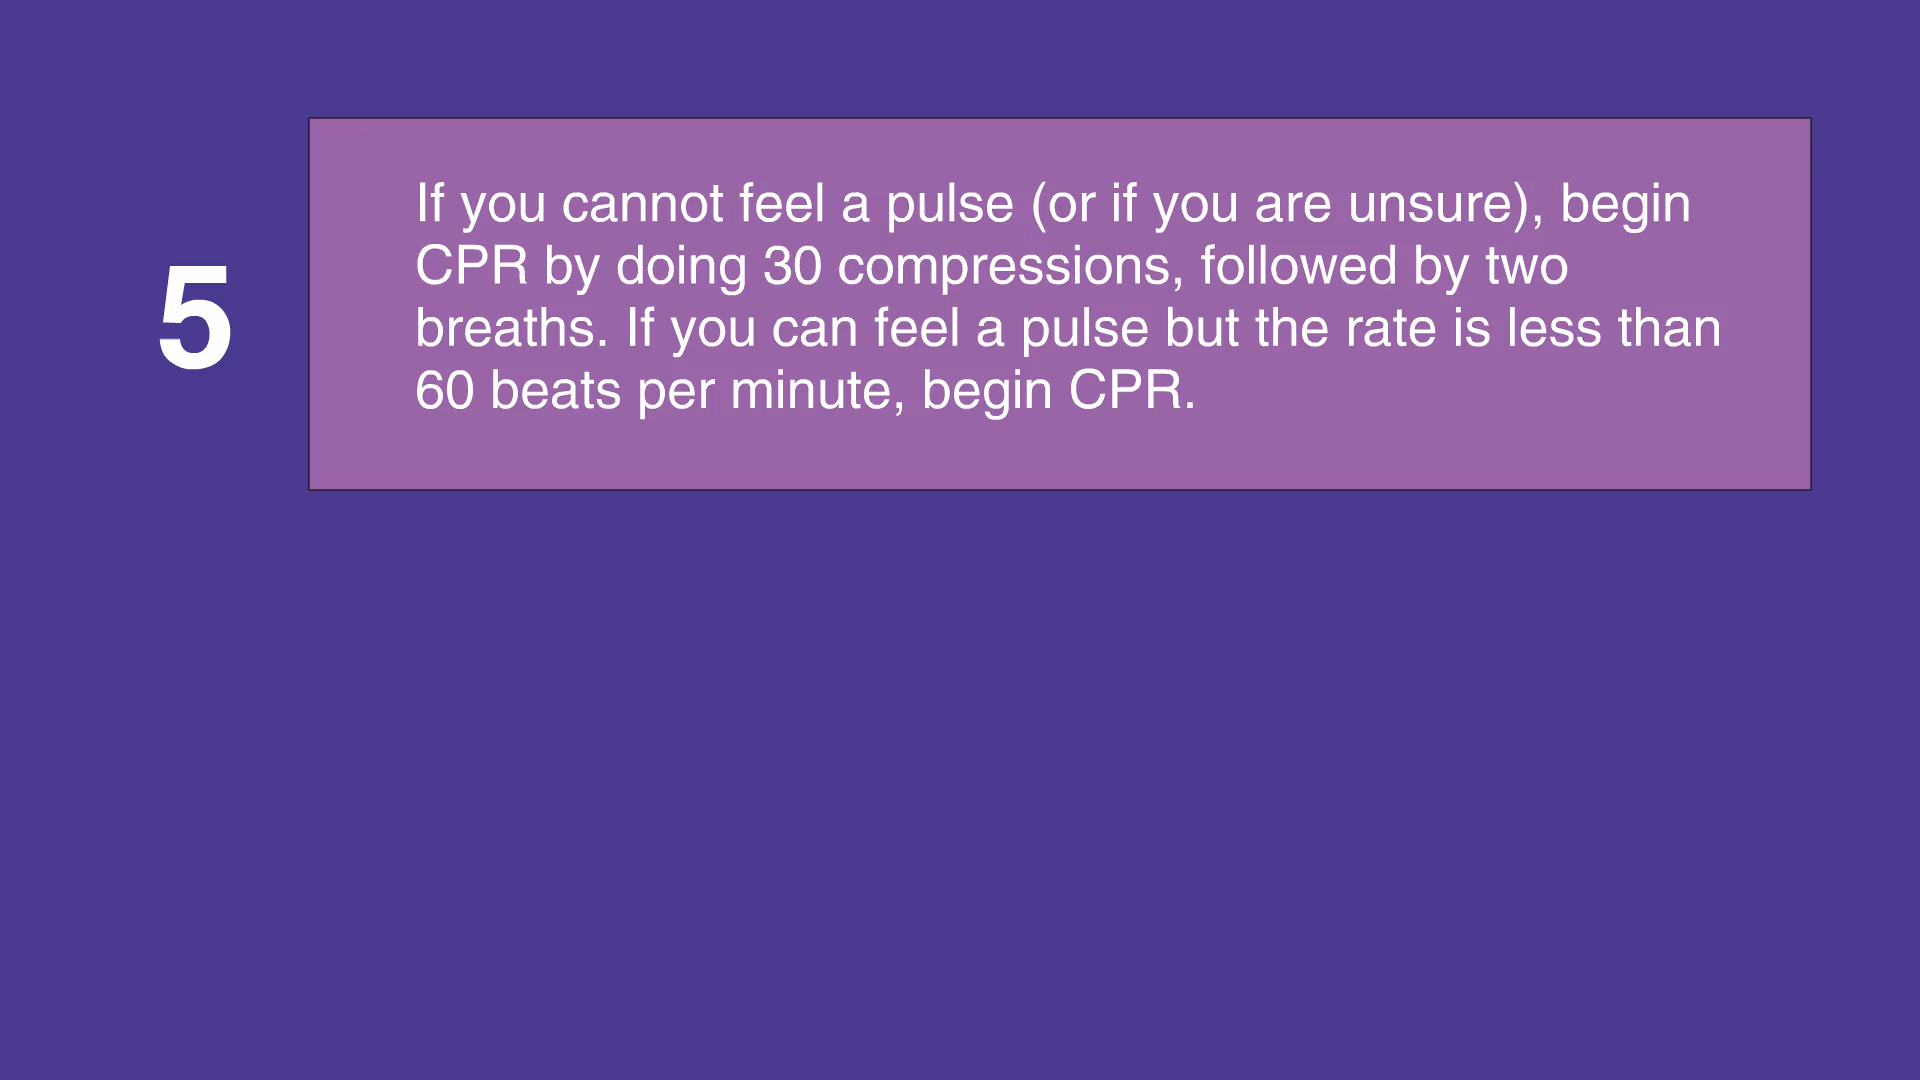 5
If you cannot feel a pulse (or if you are unsure), begin
CPR by doing 30 compressions, followed by two
breaths. If you can feel a pulse but the rate is less than
60 beats per minute, begin CPR.